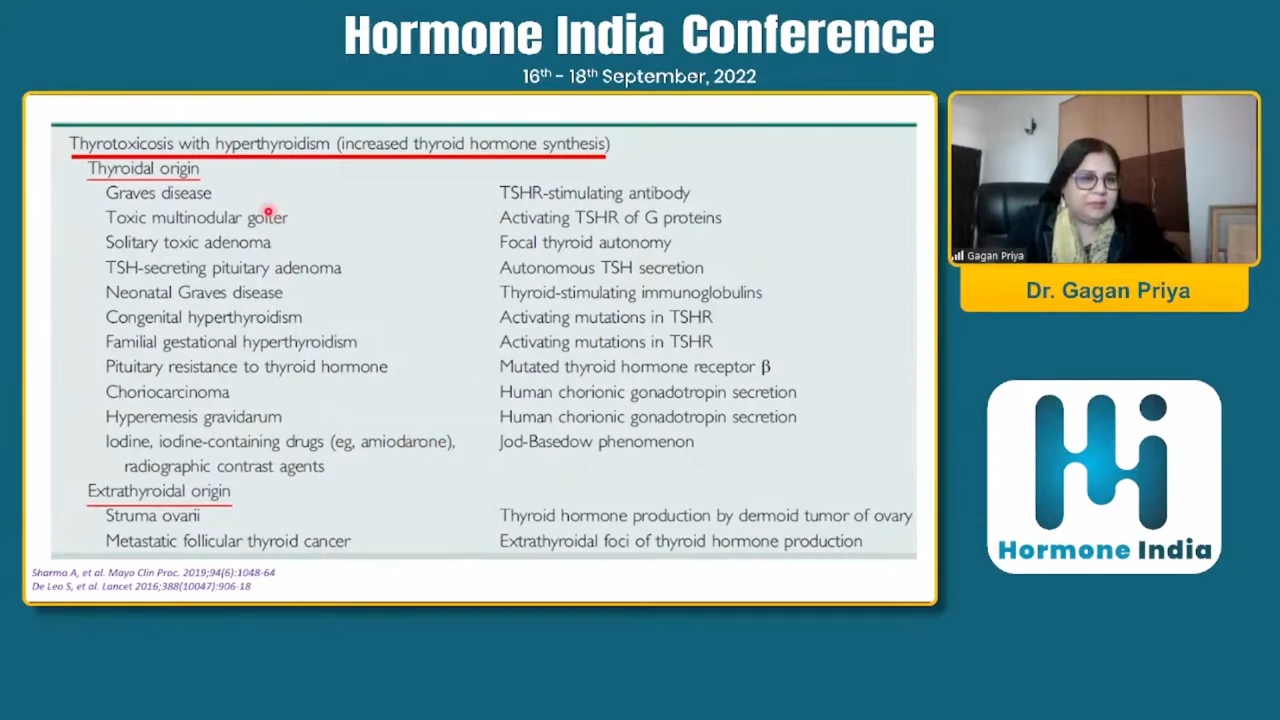 Hormone India Conference
16th - 18th September, 2022
Thyrotoxicosis with hyperthyroidism (increased thyroid hormone synthesis)
Thyroidal origin
Graves disease TSHR-stimulating antibody
Toxic multinodular goiter Activating TSHR of G proteins
Solitary toxic adenoma Focal thyroid autonomy
TSH-secreting pituitary adenoma Autonomous TSH secretion
Neonatal Graves disease Thyroid-stimulating immunoglobulins
Congenital hyperthyroidism Activating mutations in TSHR
Familial gestational hyperthyroidism Activating mutations in TSHR
Pituitary resistance to thyroid hormone Mutated thyroid hormone receptor β
Choriocarcinoma Human chorionic gonadotropin secretion
Hyperemesis gravidarum Human chorionic gonadotropin secretion
Iodine, iodine-containing drugs (eg, amiodarone), Jod-Basedow phenomenon
radiographic contrast agents
Extrathyroidal origin
Struma ovarii Thyroid hormone production by dermoid tumor of ovary
Metastatic follicular thyroid cancer Extrathyroidal foci of thyroid hormone production
Sharma A, et al. Mayo Clin Proc. 2019;94(6):1048-64
De Leo S, et al. Lancet 2016;388(10047):906-18
Gagan Priya
Dr. Gagan Priya
Hormone India